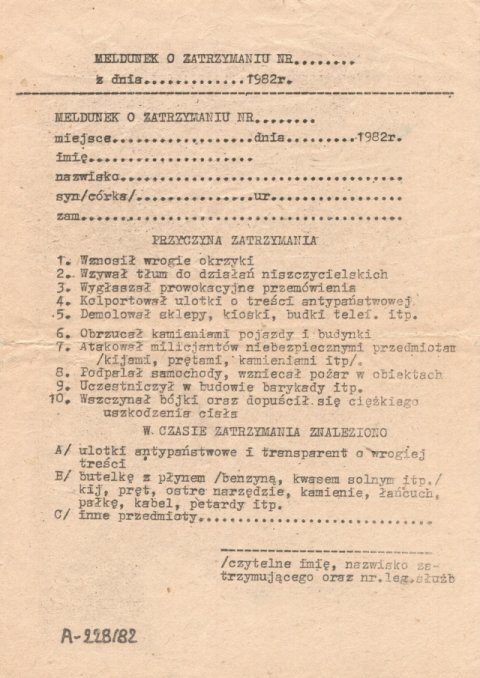 MELDUNEK O ZATRZYMANIU NR........
z dnia.............1982r.
MELDUNEK O ZATRZYMANIU NR........
miejsce..................dnia..........1982r.
imię.....................
nazwisko....................................
syn/córka/...............ur.................
zam.........................................
PRZYCZYNA ZATRZYMANIA
1. Wznosił wrogie okrzyki
2. Wzywał tłum do działań niszczycielskich
3. Wygłaszał prowokacyjne przemówienia
4. Kolportował ulotki o treści antypaństwowej
5. Demolował sklepy, kioski, budki telef. itp.
6. Obrzucał kamieniami pojazdy i budynki
7. Atakował milicjantów niebezpiecznymi przedmiotam
/kijami, prętami, kamieniami itp/.
8. Podpalał samochody, wzniecał pożar w obiektach
9. Uczestniczył w budowie barykady itp.
10. Wszczynał bójki oraz dopuścił się ciężkiego
uszkodzenia ciała
W CZASIE ZATRZYMANIA ZNALEZIONO
A/ ulotki antypaństwowe i transparent o wrogiej
treści
B/ butelkę z płynem /benzyną, kwasem solnym itp./
kij, pręt, ostre narzędzie, kamienie, łańcuch,
pałkę, kabel, petardy itp.
C/ inne przedmioty..............................
/czytelne imię, nazwisko za-
trzymującego oraz nr.leg.służb
A-228/82